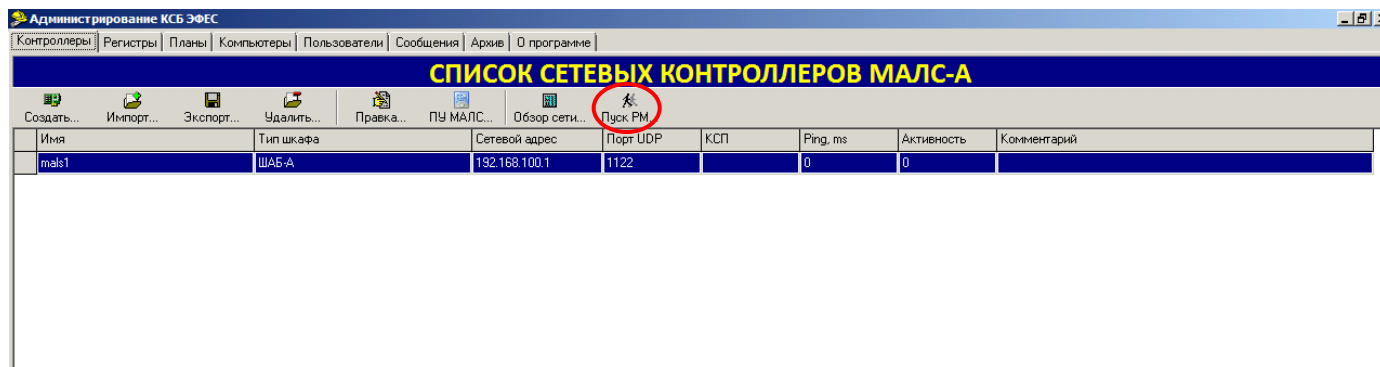 Администрирование КСБ ЭФЕС
Контроллеры Регистры Планы Компьютеры Пользователи Сообщения Архив О программе
СПИСОК СЕТЕВЫХ КОНТРОЛЛЕРОВ МАЛС-А
Создать... Импорт... Экспорт... Удалить... Правка... ПУ МАЛС... Обзор сети... Пуск РМ...
Имя Тип шкафа Сетевой адрес Порт UDP КСП Ping, ms Активность Комментарий
mals1 ШАБ-А 192.168.100.1 1122 0 0